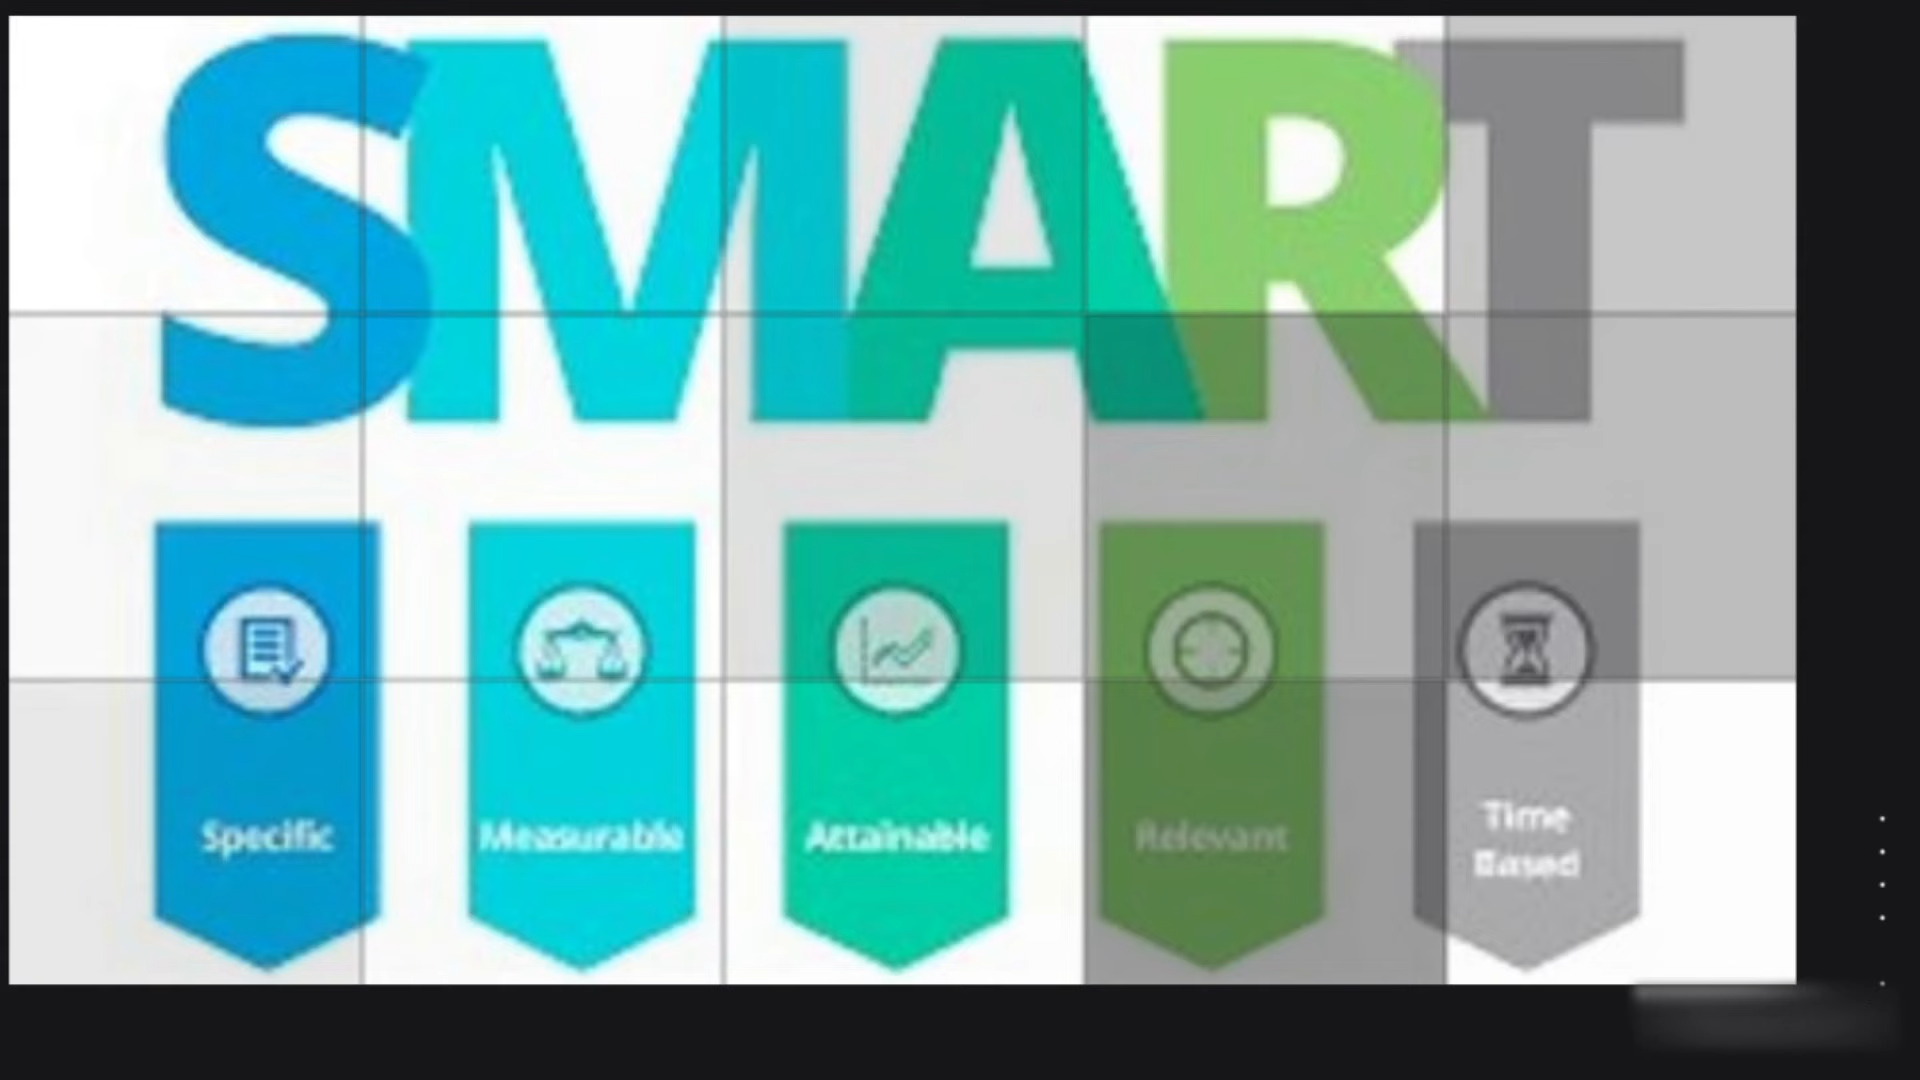 SMART
Specific
Measurable
Attainable
Relevant
Time
Based